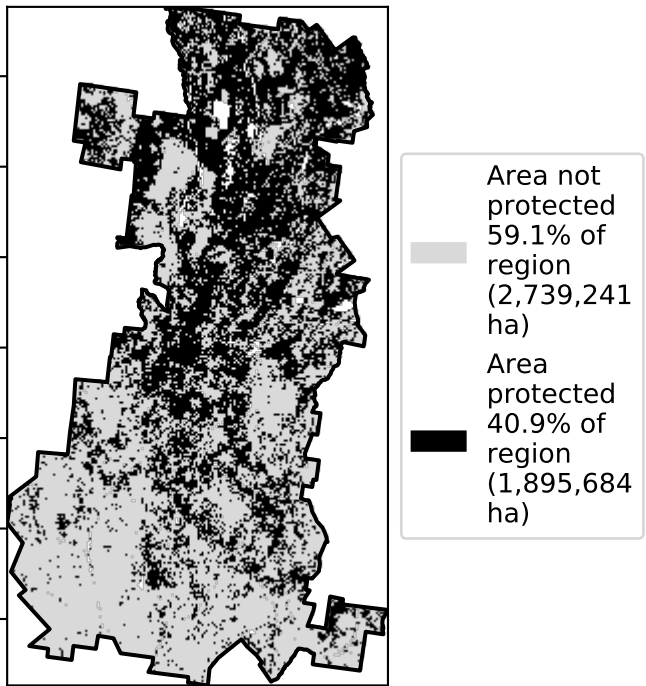 Area not
protected
59.1% of
region
(2,739,241
ha)
Area
protected
40.9% of
region
(1,895,684
ha)